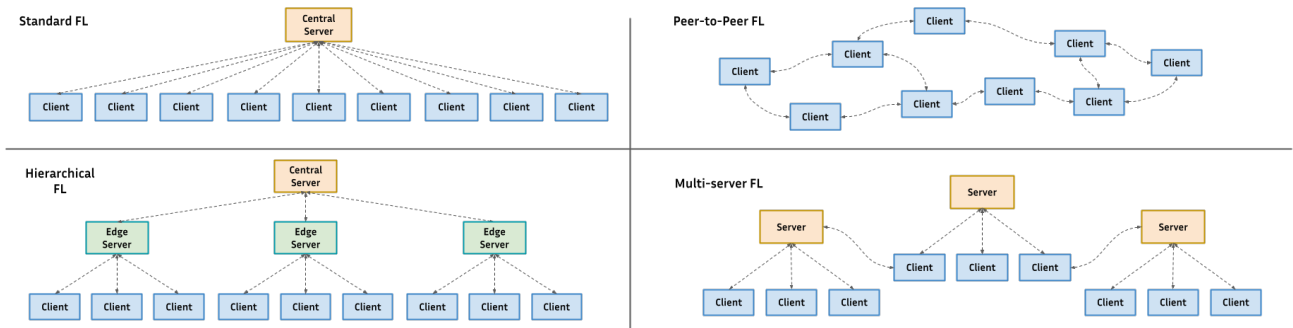 Standard FL
Central
Server
Client Client Client Client Client Client Client Client Client
Peer-to-Peer FL
Client
Client
Client
Client
Client
Client
Client
Client
Client
Hierarchical
FL
Central
Server
Edge
Server
Edge
Server
Edge
Server
Client Client Client Client Client Client Client Client Client
Multi-server FL
Server
Server
Server
Client Client Client
Client Client Client
Client Client Client